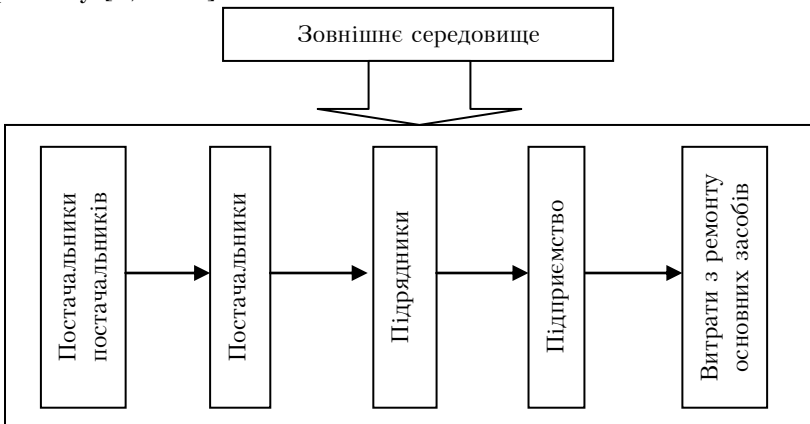 Зовнішнє середовище
Постачальники
постачальників
Постачальники
Підрядники
Підприємство
Витрати з ремонту
основних засобів